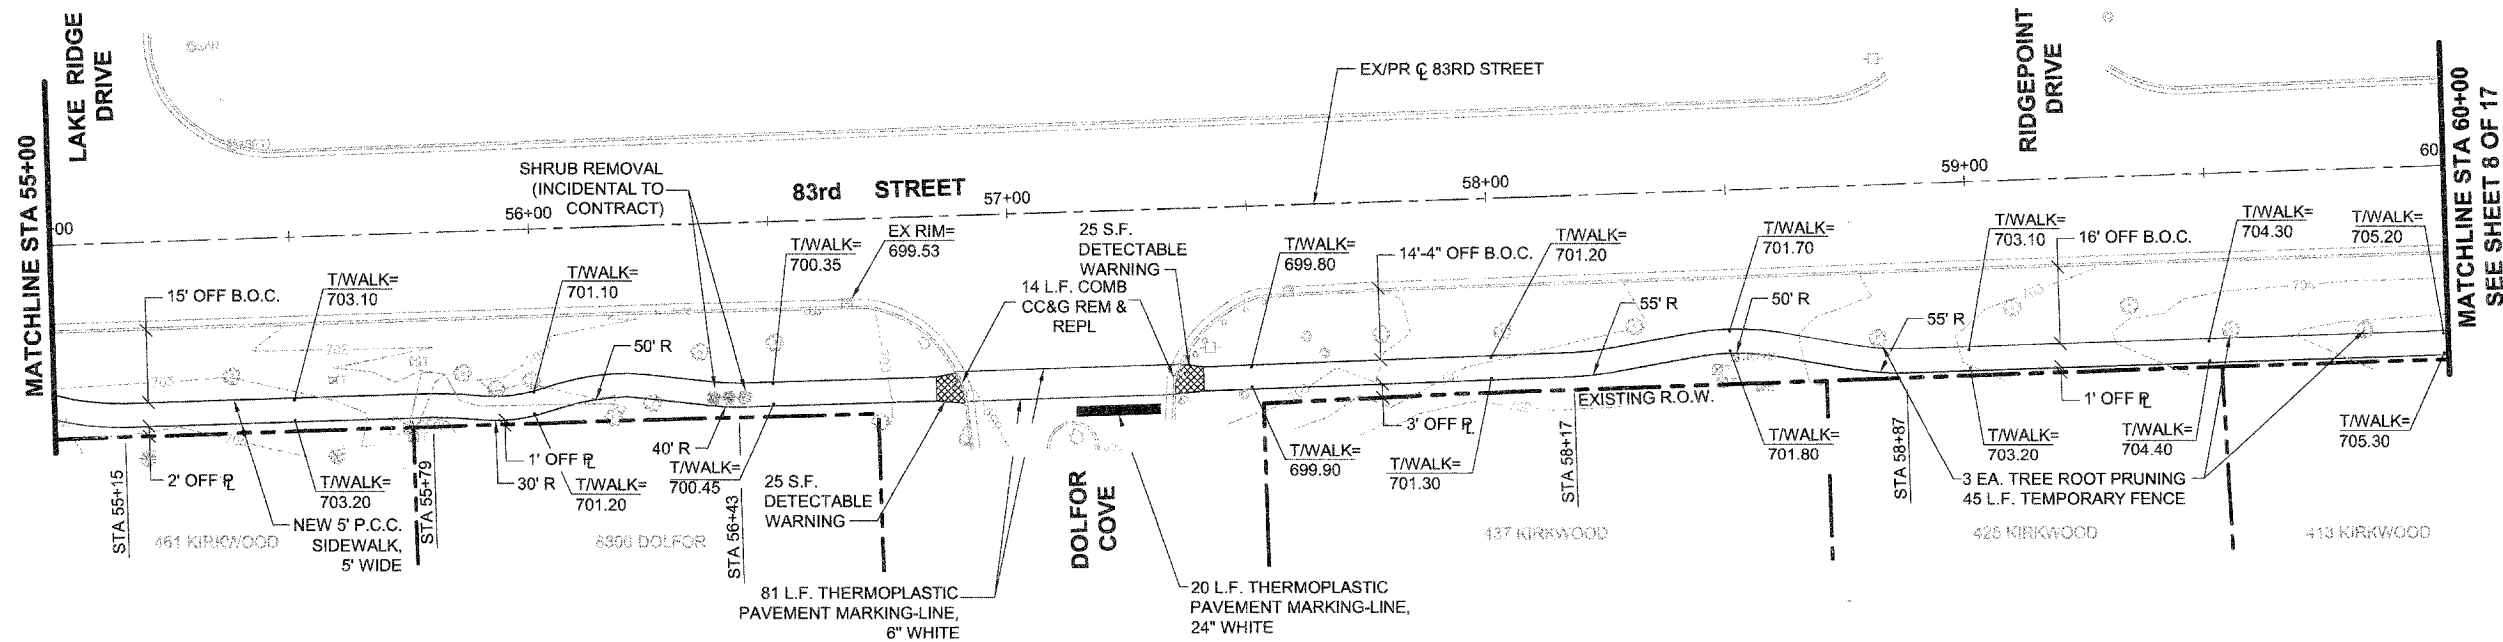 MATCHLINE STA 55+00
LAKE RIDGE
DRIVE
EX/PR ℄ 83RD STREET
RIDGEPOINT
DRIVE
MATCHLINE STA 60+00
SEE SHEET 8 OF 17
SHRUB REMOVAL
(INCIDENTAL TO
CONTRACT)
83rd STREET
00
56+00
57+00
58+00
59+00
60
15' OFF B.O.C.
T/WALK=
703.10
T/WALK=
701.10
T/WALK=
700.35
EX RIM=
699.53
25 S.F.
DETECTABLE
WARNING
14 L.F. COMB
CC&G REM &
REPL
T/WALK=
699.80
14'-4" OFF B.O.C.
T/WALK=
701.20
T/WALK=
701.70
T/WALK=
703.10
16' OFF B.O.C.
T/WALK=
704.30
T/WALK=
705.20
50' R
55' R
50' R
55' R
703
704
EXISTING R.O.W.
2' OFF ℄
T/WALK=
703.20
1' OFF ℄
30' R
T/WALK=
701.20
40' R
T/WALK=
700.45
25 S.F.
DETECTABLE
WARNING
T/WALK=
699.90
3' OFF ℄
T/WALK=
701.30
T/WALK=
701.80
T/WALK=
703.20
1' OFF ℄
T/WALK=
704.40
T/WALK=
705.30
STA 55+15
STA 55+79
STA 56+43
STA 58+17
STA 58+87
NEW 5' P.C.C.
SIDEWALK,
5' WIDE
3 EA. TREE ROOT PRUNING
45 L.F. TEMPORARY FENCE
461 KIRKWOOD
8300 DOLFOR
DOLFOR
COVE
437 KIRKWOOD
425 KIRKWOOD
413 KIRKWOOD
81 L.F. THERMOPLASTIC
PAVEMENT MARKING-LINE,
6" WHITE
20 L.F. THERMOPLASTIC
PAVEMENT MARKING-LINE,
24" WHITE